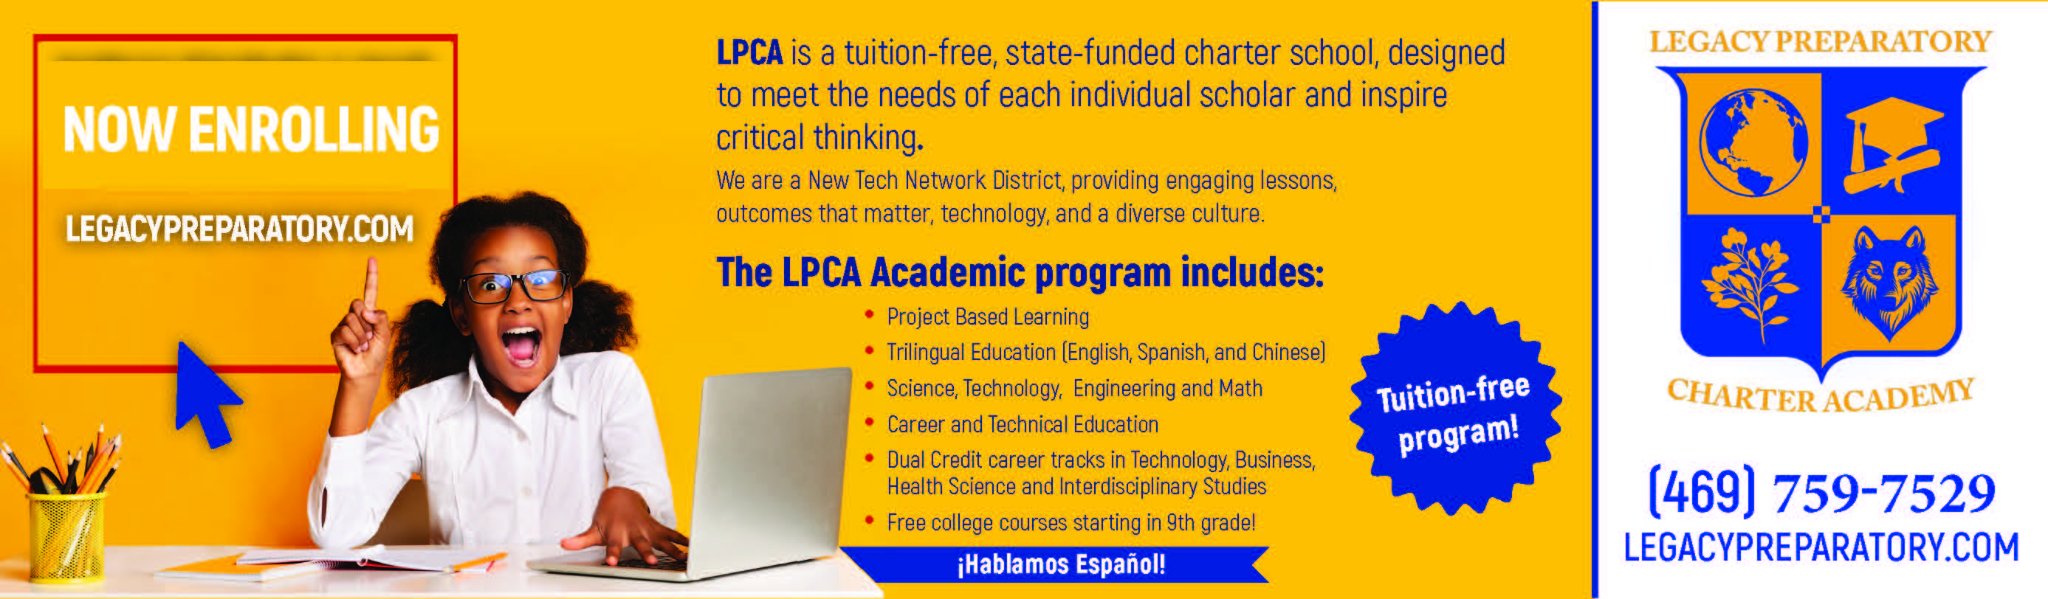 NOW ENROLLING
LEGACYPREPARATORY.COM
LPCA is a tuition-free, state-funded charter school, designed
to meet the needs of each individual scholar and inspire
critical thinking.
We are a New Tech Network District, providing engaging lessons,
outcomes that matter, technology, and a diverse culture.
The LPCA Academic program includes:
• Project Based Learning
• Trilingual Education (English, Spanish, and Chinese)
• Science, Technology, Engineering and Math
• Career and Technical Education
• Dual Credit career tracks in Technology, Business,
Health Science and Interdisciplinary Studies
• Free college courses starting in 9th grade!
¡Hablamos Español!
Tuition-free
program!
LEGACY PREPARATORY
CHARTER ACADEMY
(469) 759-7529
LEGACYPREPARATORY.COM